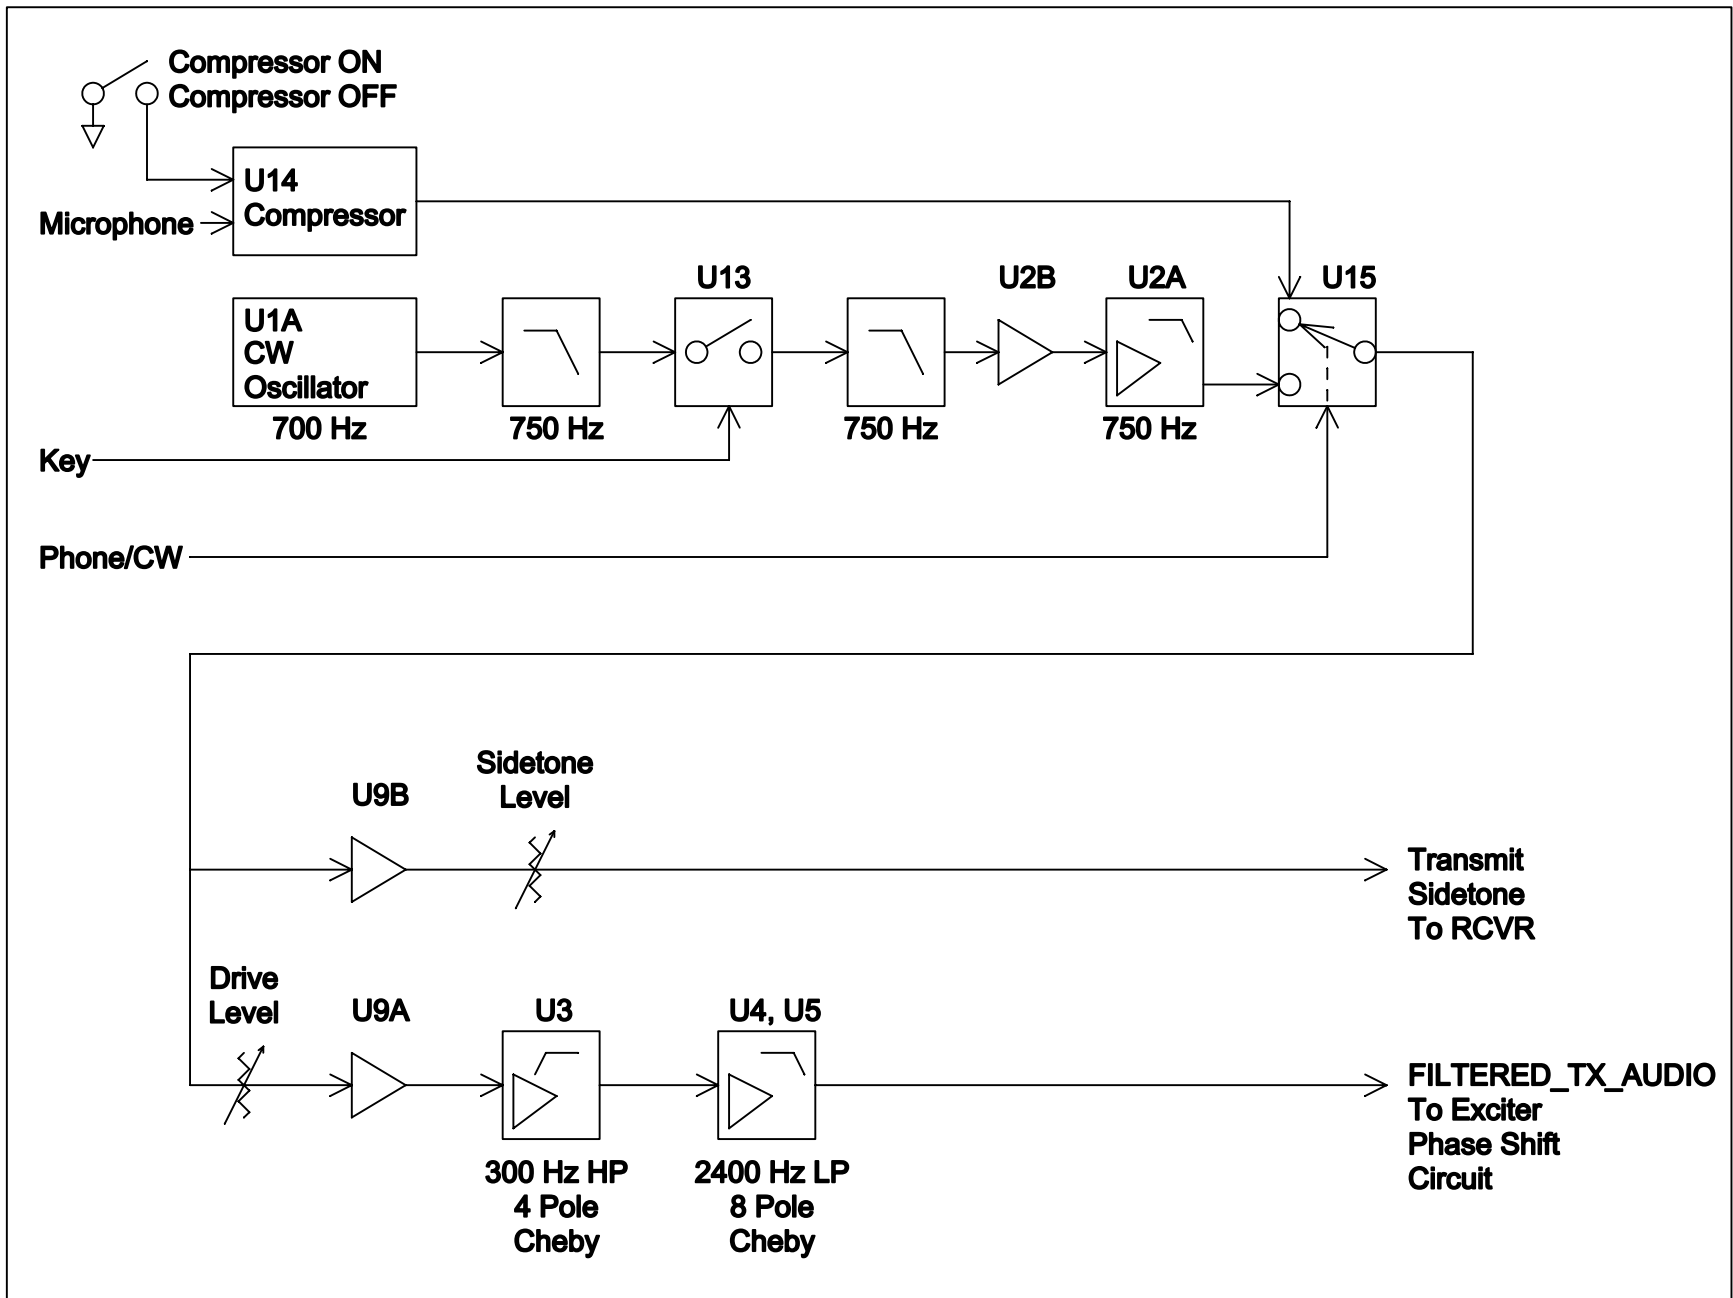 Compressor ON
Compressor OFF
U14
Compressor
Microphone
U13
U2B
U2A
U15
U1A
CW
Oscillator
700 Hz
750 Hz
750 Hz
750 Hz
Key
Phone/CW
Sidetone
Level
U9B
Transmit
Sidetone
To RCVR
Drive
Level
U9A
U3
U4, U5
FILTERED_TX_AUDIO
To Exciter
Phase Shift
Circuit
300 Hz HP
4 Pole
Cheby
2400 Hz LP
8 Pole
Cheby